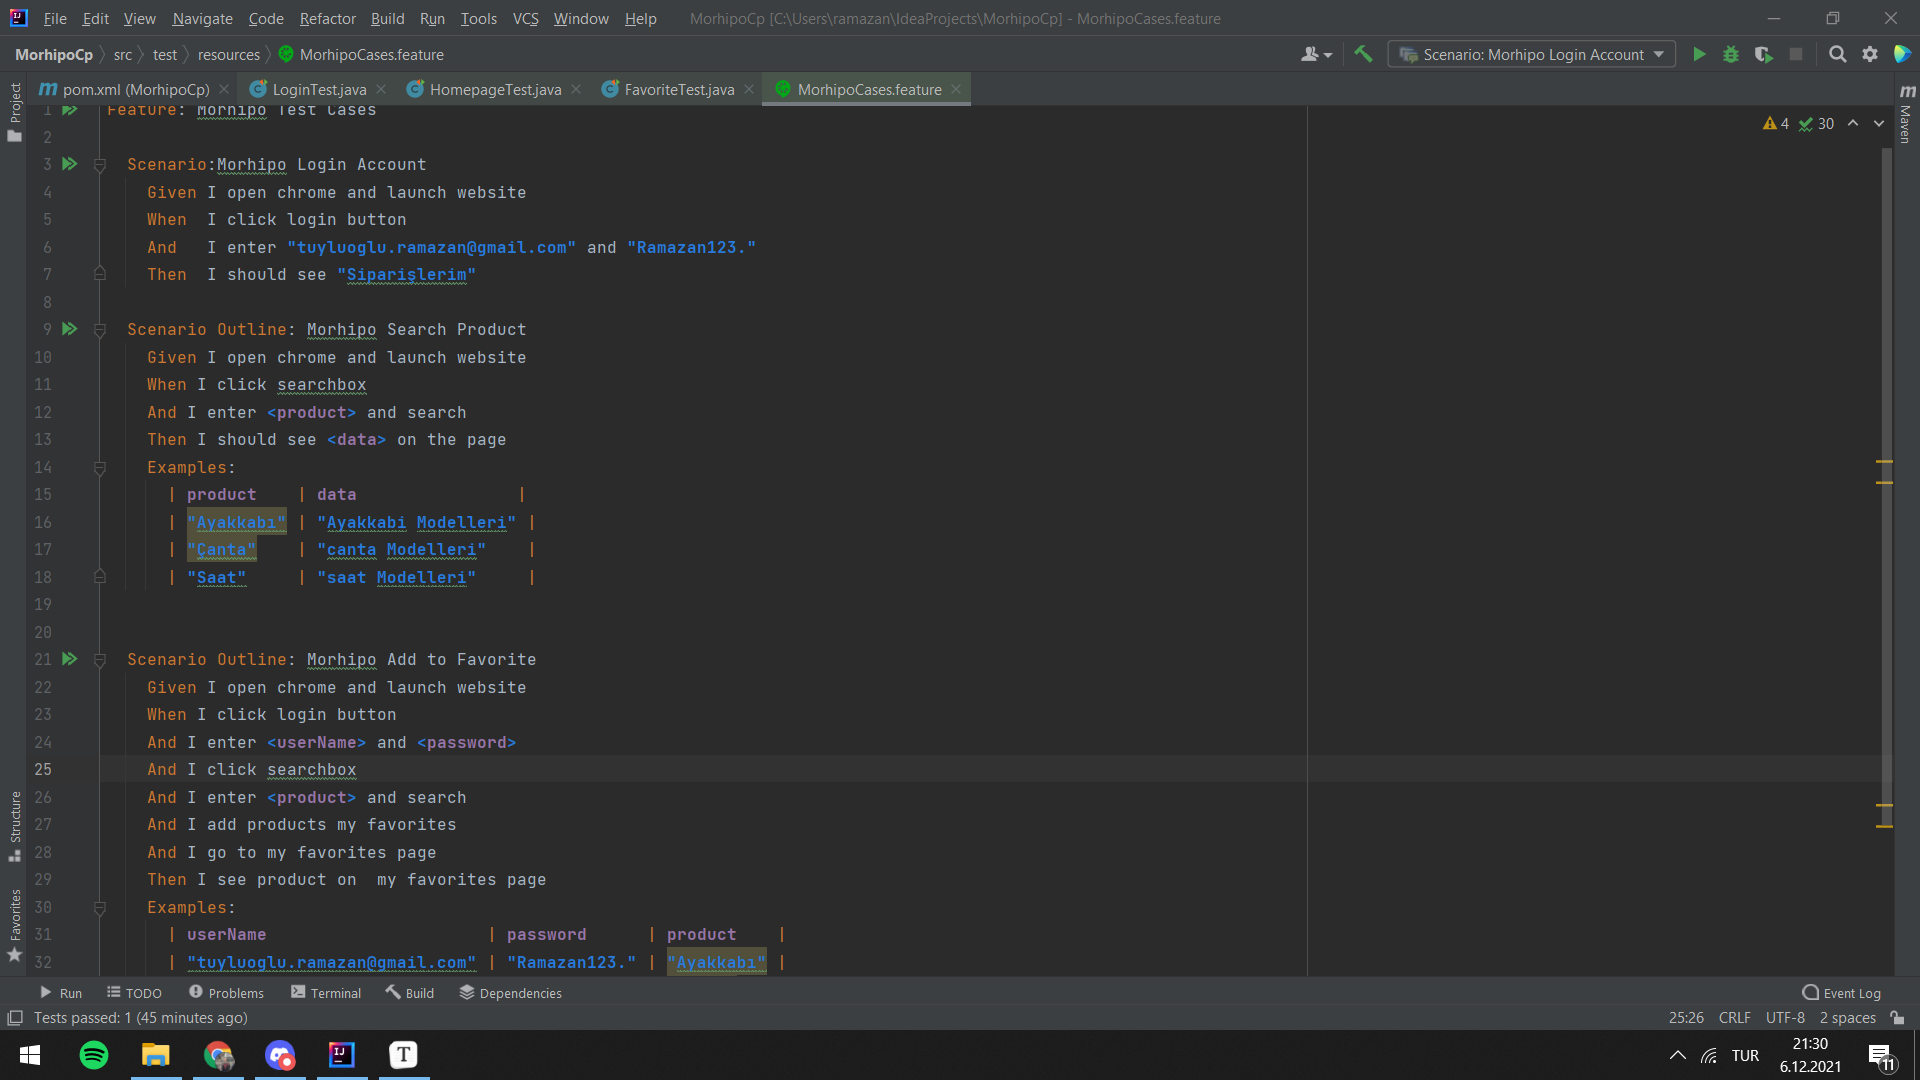 File Edit View Navigate Code Refactor Build Run Tools VCS Window Help MorhipoCp [C:\Users\ramazan\IdeaProjects\MorhipoCp] - MorhipoCases.feature
MorhipoCp src test resources MorhipoCases.feature Scenario: Morhipo Login Account
pom.xml (MorhipoCp) LoginTest.java HomepageTest.java FavoriteTest.java MorhipoCases.feature
Project
Maven
4 30
1 Feature: Morhipo Test Cases
2
3 Scenario:Morhipo Login Account
4 Given I open chrome and launch website
5 When  I click login button
6 And   I enter "tuyluoglu.ramazan@gmail.com" and "Ramazan123."
7 Then  I should see "Siparişlerim"
8
9 Scenario Outline: Morhipo Search Product
10 Given I open chrome and launch website
11 When I click searchbox
12 And I enter <product> and search
13 Then I should see <data> on the page
14 Examples:
15 | product    | data                |
16 | "Ayakkabı" | "Ayakkabi Modelleri" |
17 | "Çanta"    | "canta Modelleri"    |
18 | "Saat"     | "saat Modelleri"     |
19
20
21 Scenario Outline: Morhipo Add to Favorite
22 Given I open chrome and launch website
23 When I click login button
24 And I enter <userName> and <password>
25 And I click searchbox
26 And I enter <product> and search
27 And I add products my favorites
28 And I go to my favorites page
29 Then I see product on  my favorites page
30 Examples:
31 | userName                      | password      | product    |
32 | "tuyluoglu.ramazan@gmail.com" | "Ramazan123." | "Ayakkabı" |
Structure
Favorites
Run TODO Problems Terminal Build Dependencies Event Log
Tests passed: 1 (45 minutes ago) 25:26 CRLF UTF-8 2 spaces
TUR 21:30
6.12.2021
11